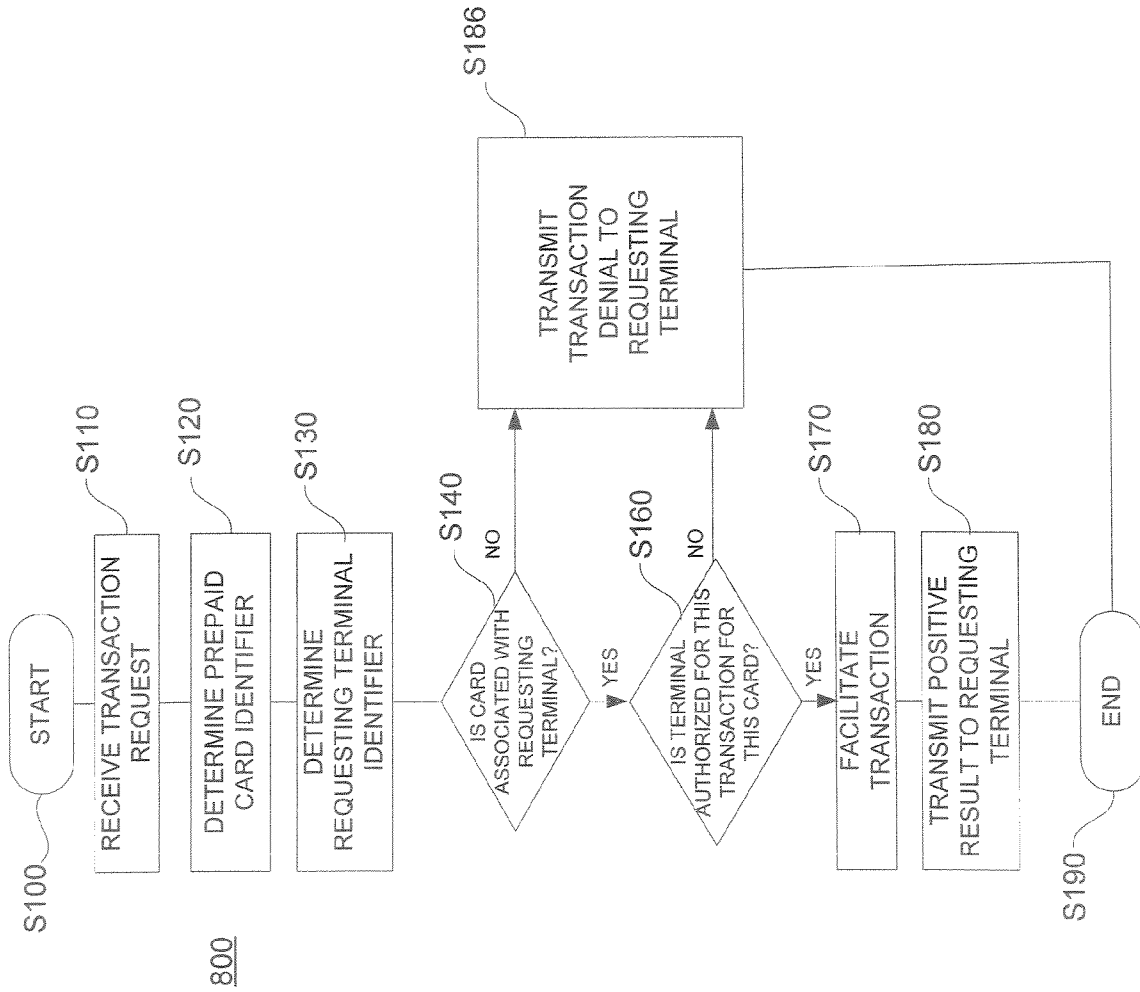 800
S100
START
RECEIVE TRANSACTION
REQUEST
S110
DETERMINE PREPAID
CARD IDENTIFIER
S120
DETERMINE
REQUESTING TERMINAL
IDENTIFIER
S130
IS CARD
ASSOCIATED WITH
REQUESTING
TERMINAL?
S140
NO
YES
IS TERMINAL
AUTHORIZED FOR THIS
TRANSACTION FOR
THIS CARD?
S160
NO
YES
TRANSMIT
TRANSACTION
DENIAL TO
REQUESTING
TERMINAL
S186
FACILITATE
TRANSACTION
S170
TRANSMIT POSITIVE
RESULT TO REQUESTING
TERMINAL
S180
END
S190